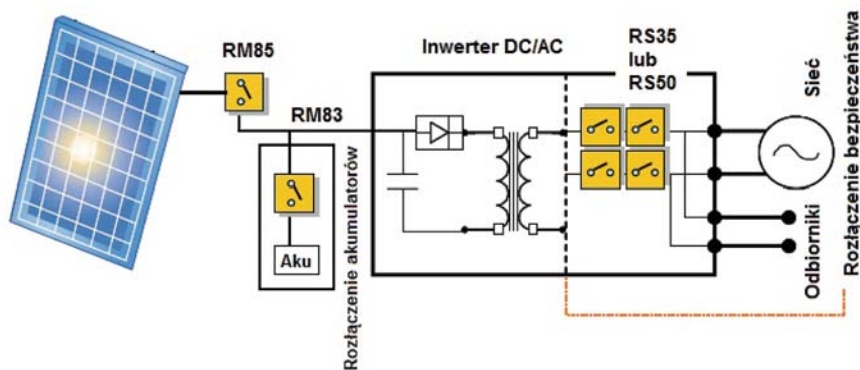 RM85
RM83
Aku
Rozłączenie akumulatorów
Inwerter DC/AC
RS35
lub
RS50
Sieć
Odbiorniki
Rozłączenie bezpieczeństwa